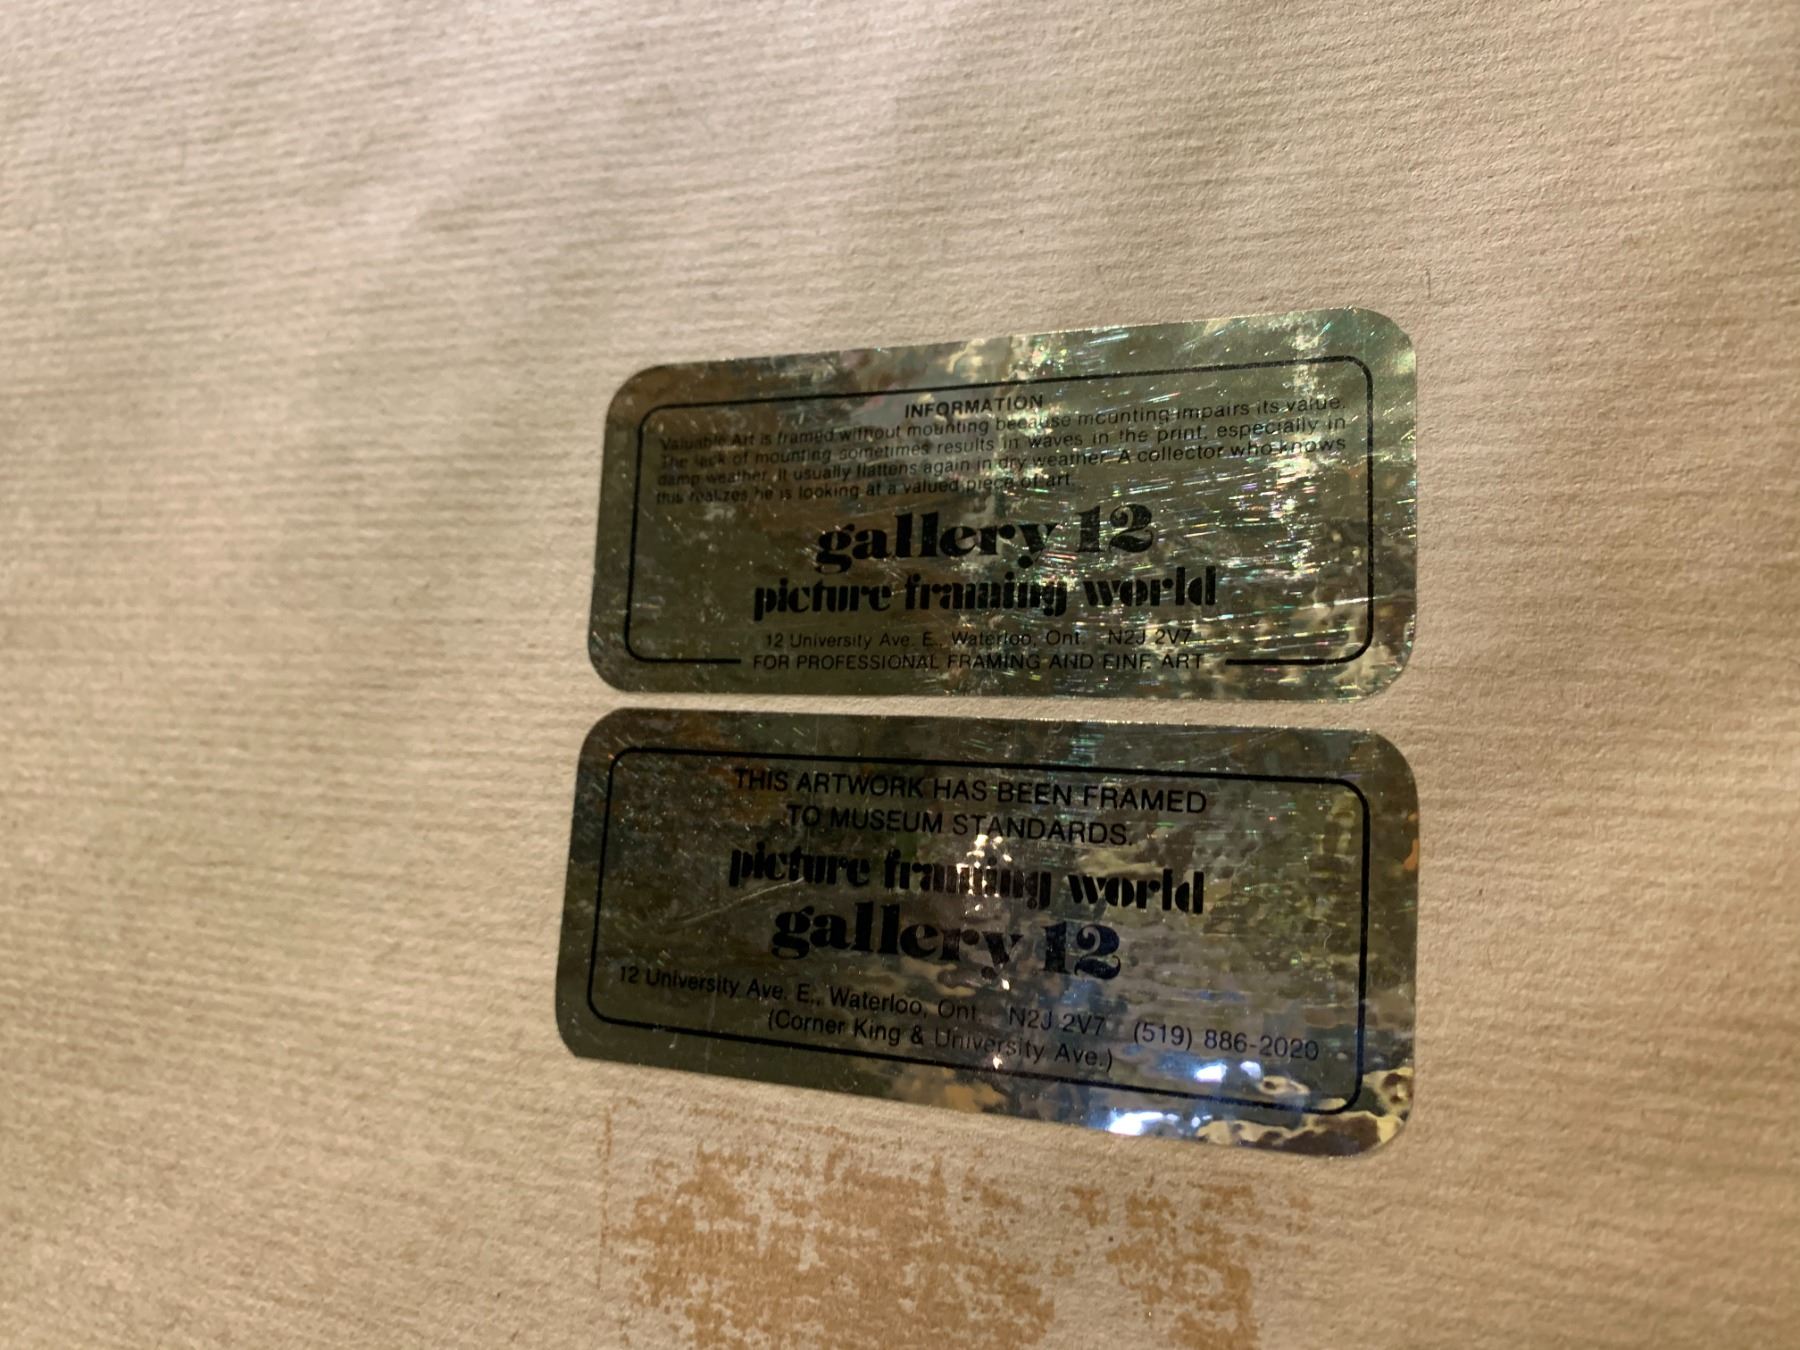 INFORMATION
Valuable Art is framed without mounting because mounting impairs its value.
The lack of mounting sometimes results in waves in the print, especially in
damp weather. It usually flattens again in dry weather. A collector who knows
this realizes he is looking at a valued piece of art.
gallery 12
picture framing world
12 University Ave. E., Waterloo, Ont. N2J 2V7
FOR PROFESSIONAL FRAMING AND FINE ART
THIS ARTWORK HAS BEEN FRAMED
TO MUSEUM STANDARDS.
picture framing world
gallery 12
12 University Ave. E., Waterloo, Ont. N2J 2V7 (519) 886-2020
(Corner King & University Ave.)